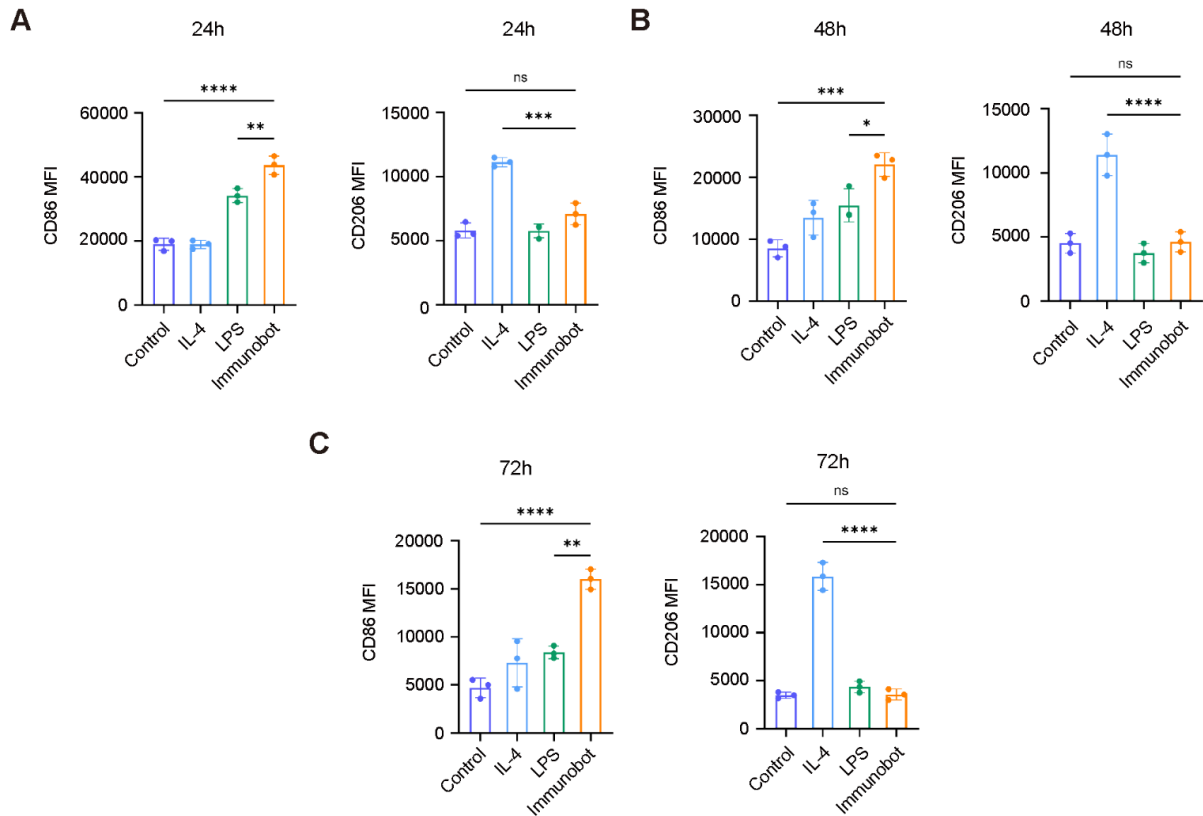 A
24h
****
**
CD86 MFI
60000
40000
20000
0
Control
IL-4
LPS
Immunobot
24h
ns
***
CD206 MFI
15000
10000
5000
0
Control
IL-4
LPS
Immunobot
B
48h
***
*
CD86 MFI
30000
20000
10000
0
Control
IL-4
LPS
Immunobot
48h
ns
****
CD206 MFI
15000
10000
5000
0
Control
IL-4
LPS
Immunobot
C
72h
****
**
CD86 MFI
20000
15000
10000
5000
0
Control
IL-4
LPS
Immunobot
72h
ns
****
CD206 MFI
20000
15000
10000
5000
0
Control
IL-4
LPS
Immunobot